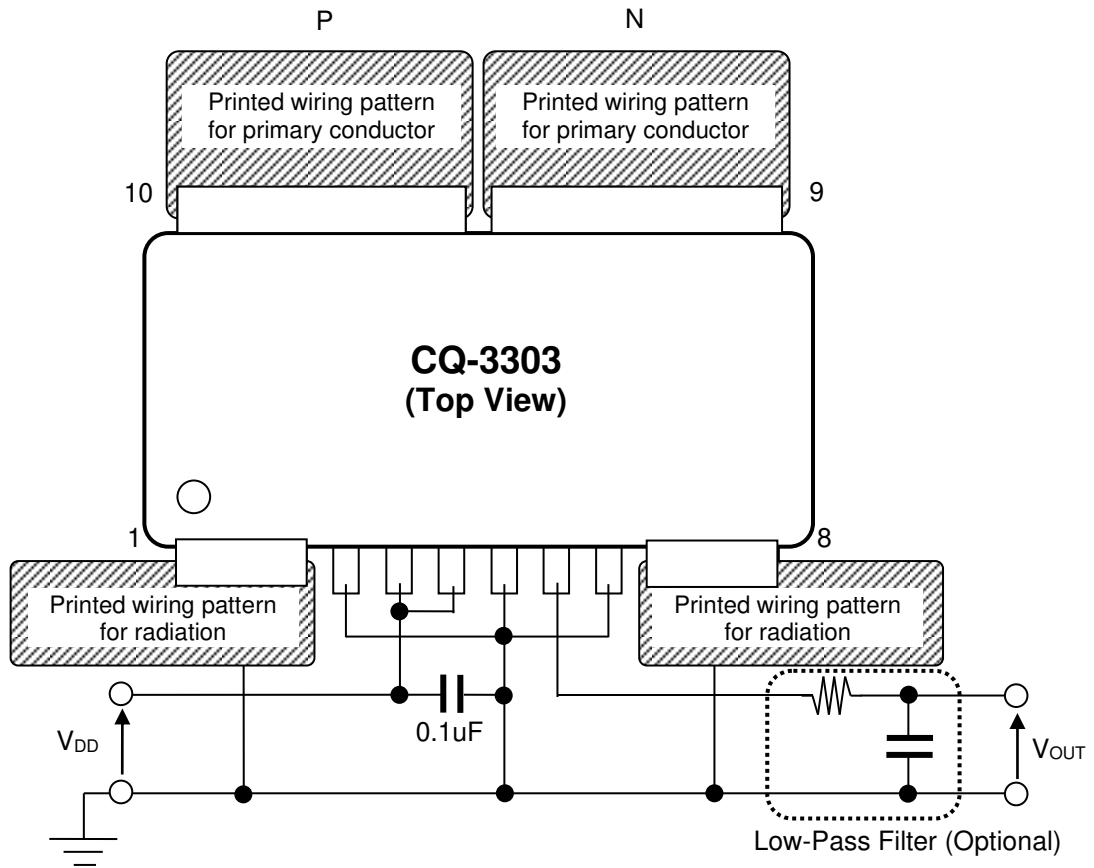 P
N
Printed wiring pattern
for primary conductor
Printed wiring pattern
for primary conductor
10
9
CQ-3303
(Top View)
1
8
Printed wiring pattern
for radiation
Printed wiring pattern
for radiation
0.1uF
VDD
VOUT
Low-Pass Filter (Optional)